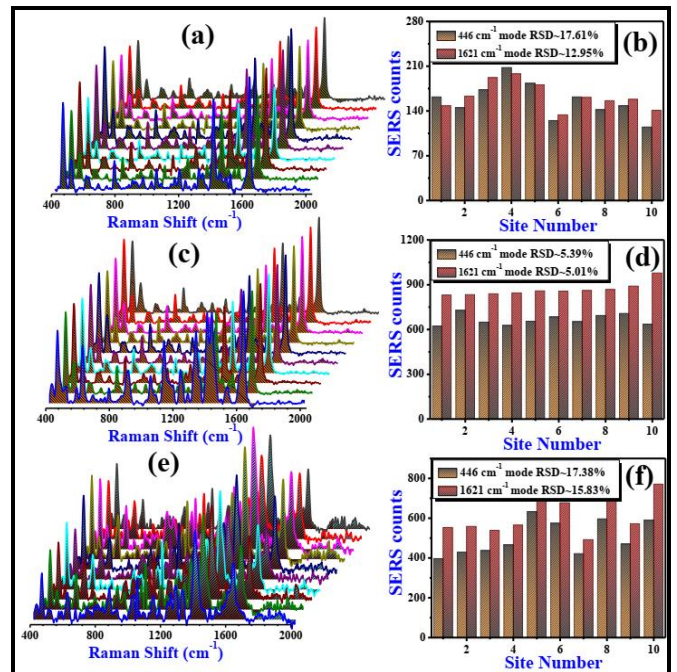 (a)
400 800 1200 1600 2000
Raman Shift (cm-1)
(b)
446 cm-1 mode RSD~17.61%
1621 cm-1 mode RSD~12.95%
SERS counts
280
210
140
70
0
2 4 6 8 10
Site Number
(c)
400 800 1200 1600 2000
Raman Shift (cm-1)
(d)
446 cm-1 mode RSD~5.39%
1621 cm-1 mode RSD~5.01%
SERS counts
1200
900
600
300
0
2 4 6 8 10
Site Number
(e)
400 800 1200 1600 2000
Raman Shift (cm-1)
(f)
446 cm-1 mode RSD~17.38%
1621 cm-1 mode RSD~15.83%
SERS counts
800
600
400
200
0
2 4 6 8 10
Site Number